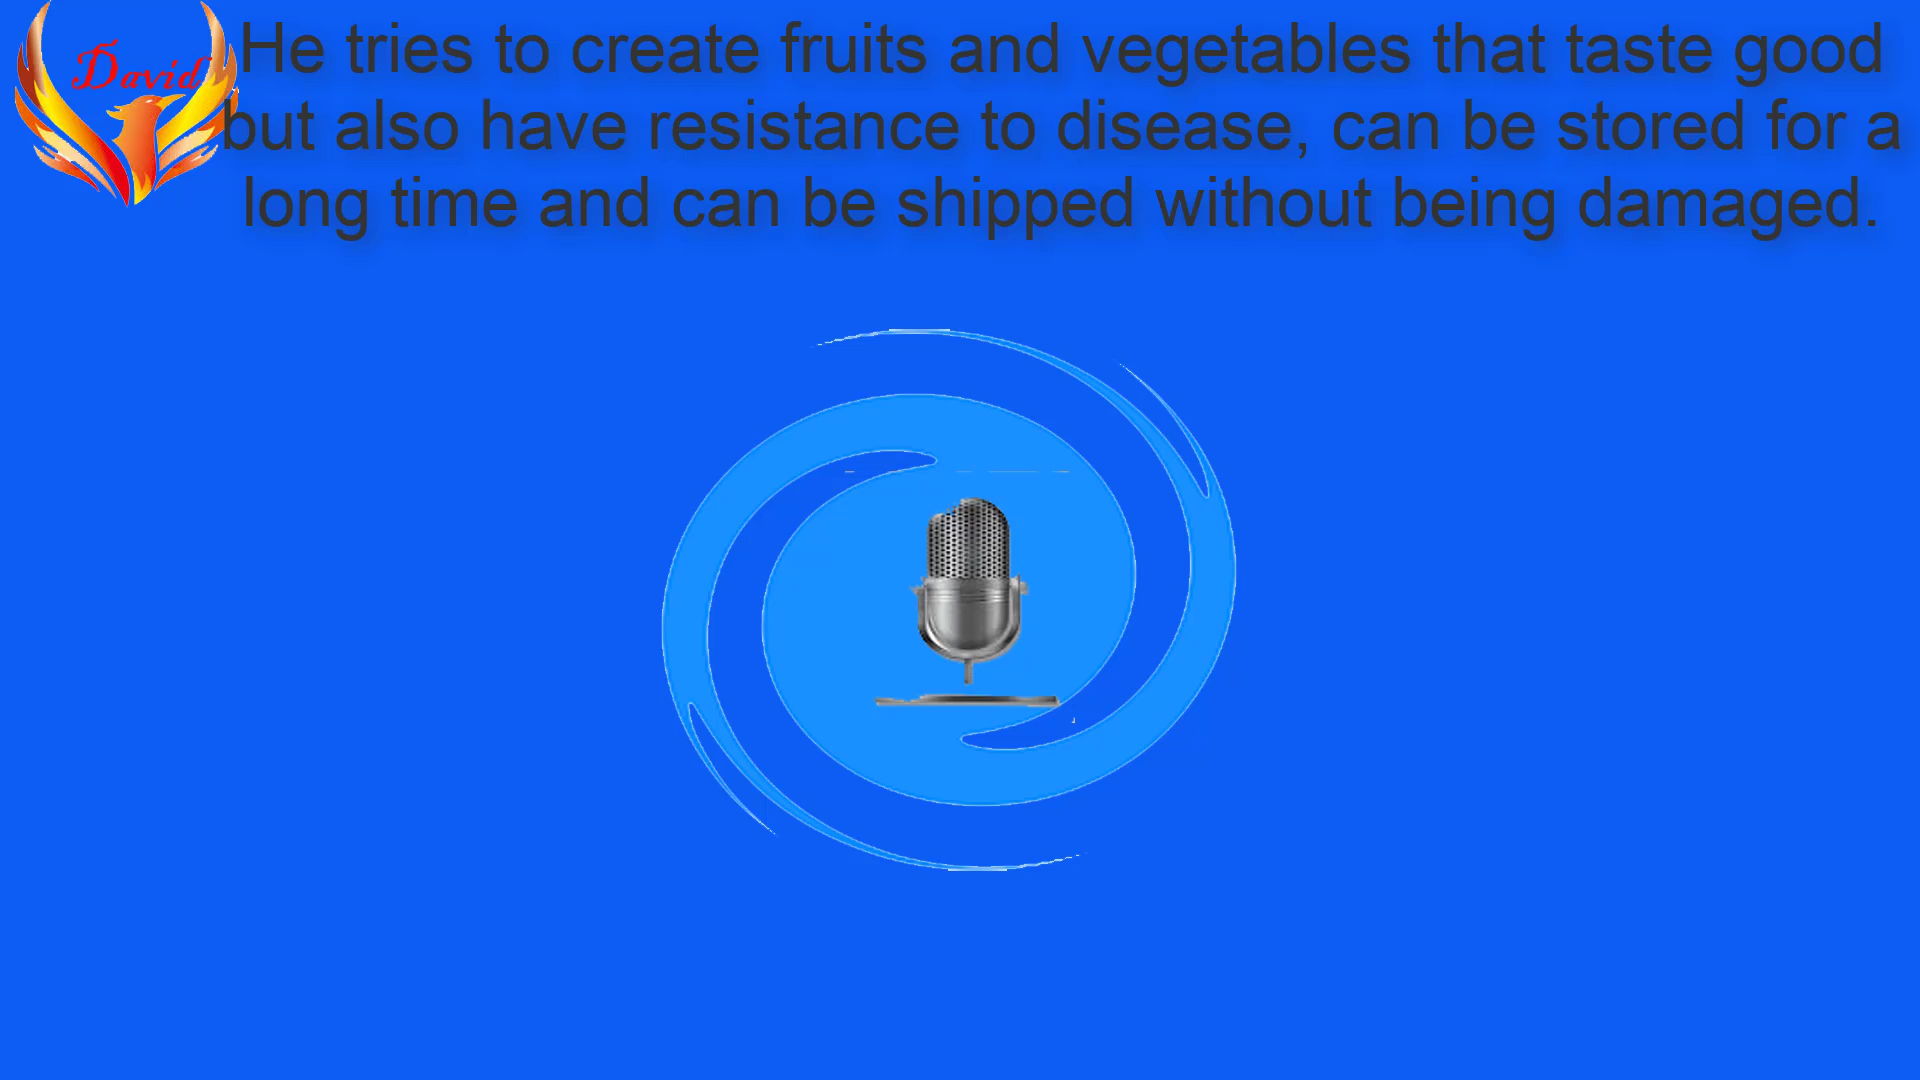 David
He tries to create fruits and vegetables that taste good
but also have resistance to disease, can be stored for a
long time and can be shipped without being damaged.